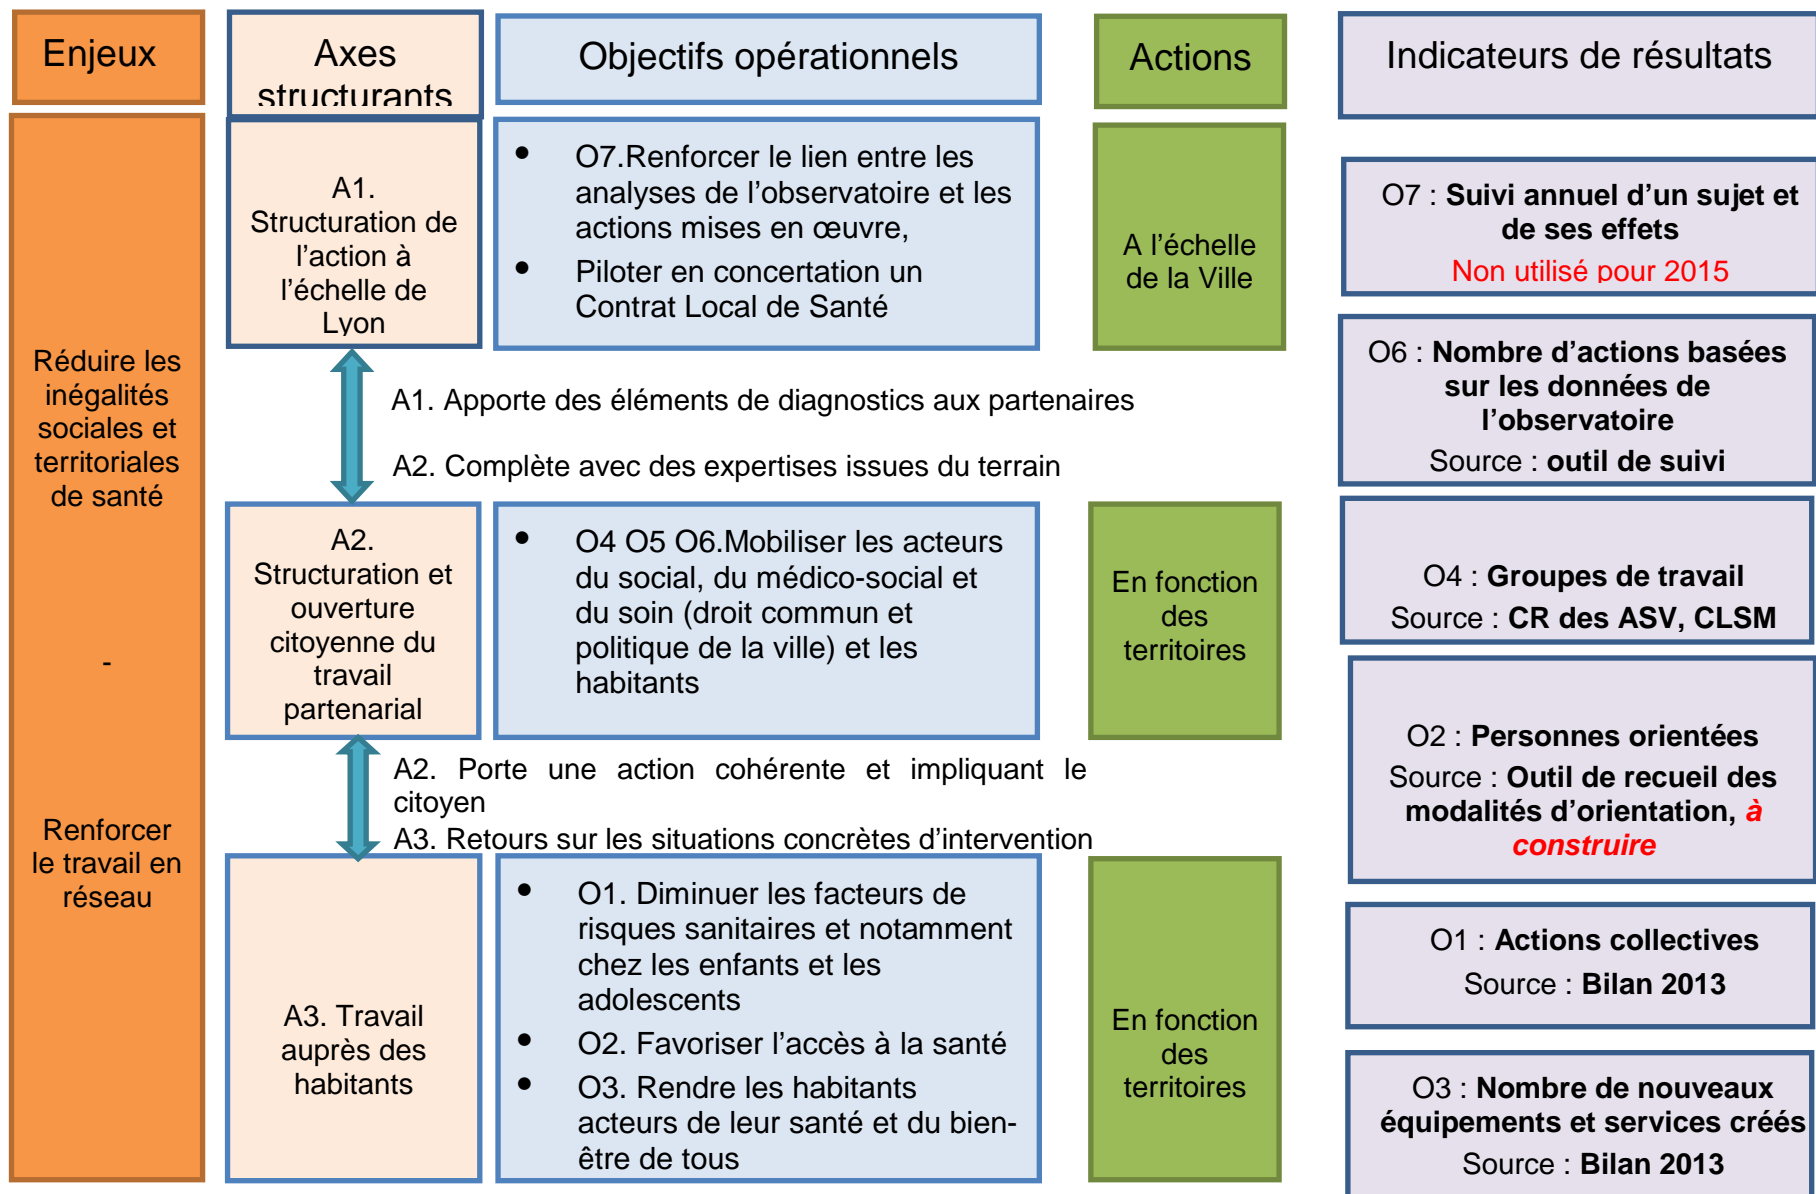 Enjeux
Axes
structurants
Objectifs opérationnels
Actions
Indicateurs de résultats
Réduire les
inégalités
sociales et
territoriales
de santé
-
Renforcer
le travail en
réseau
A1.
Structuration de
l’action à
l’échelle de
Lyon
• O7.Renforcer le lien entre les
analyses de l’observatoire et les
actions mises en œuvre,
• Piloter en concertation un
Contrat Local de Santé
A l’échelle
de la Ville
A1. Apporte des éléments de diagnostics aux partenaires
A2. Complète avec des expertises issues du terrain
A2.
Structuration et
ouverture
citoyenne du
travail
partenarial
• O4 O5 O6.Mobiliser les acteurs
du social, du médico-social et
du soin (droit commun et
politique de la ville) et les
habitants
En fonction
des
territoires
A2. Porte une action cohérente et impliquant le
citoyen
A3. Retours sur les situations concrètes d’intervention
A3. Travail
auprès des
habitants
• O1. Diminuer les facteurs de
risques sanitaires et notamment
chez les enfants et les
adolescents
• O2. Favoriser l’accès à la santé
• O3. Rendre les habitants
acteurs de leur santé et du bien-
être de tous
En fonction
des
territoires
O7 : Suivi annuel d’un sujet et
de ses effets
Non utilisé pour 2015
O6 : Nombre d’actions basées
sur les données de
l’observatoire
Source : outil de suivi
O4 : Groupes de travail
Source : CR des ASV, CLSM
O2 : Personnes orientées
Source : Outil de recueil des
modalités d’orientation, à
construire
O1 : Actions collectives
Source : Bilan 2013
O3 : Nombre de nouveaux
équipements et services créés
Source : Bilan 2013